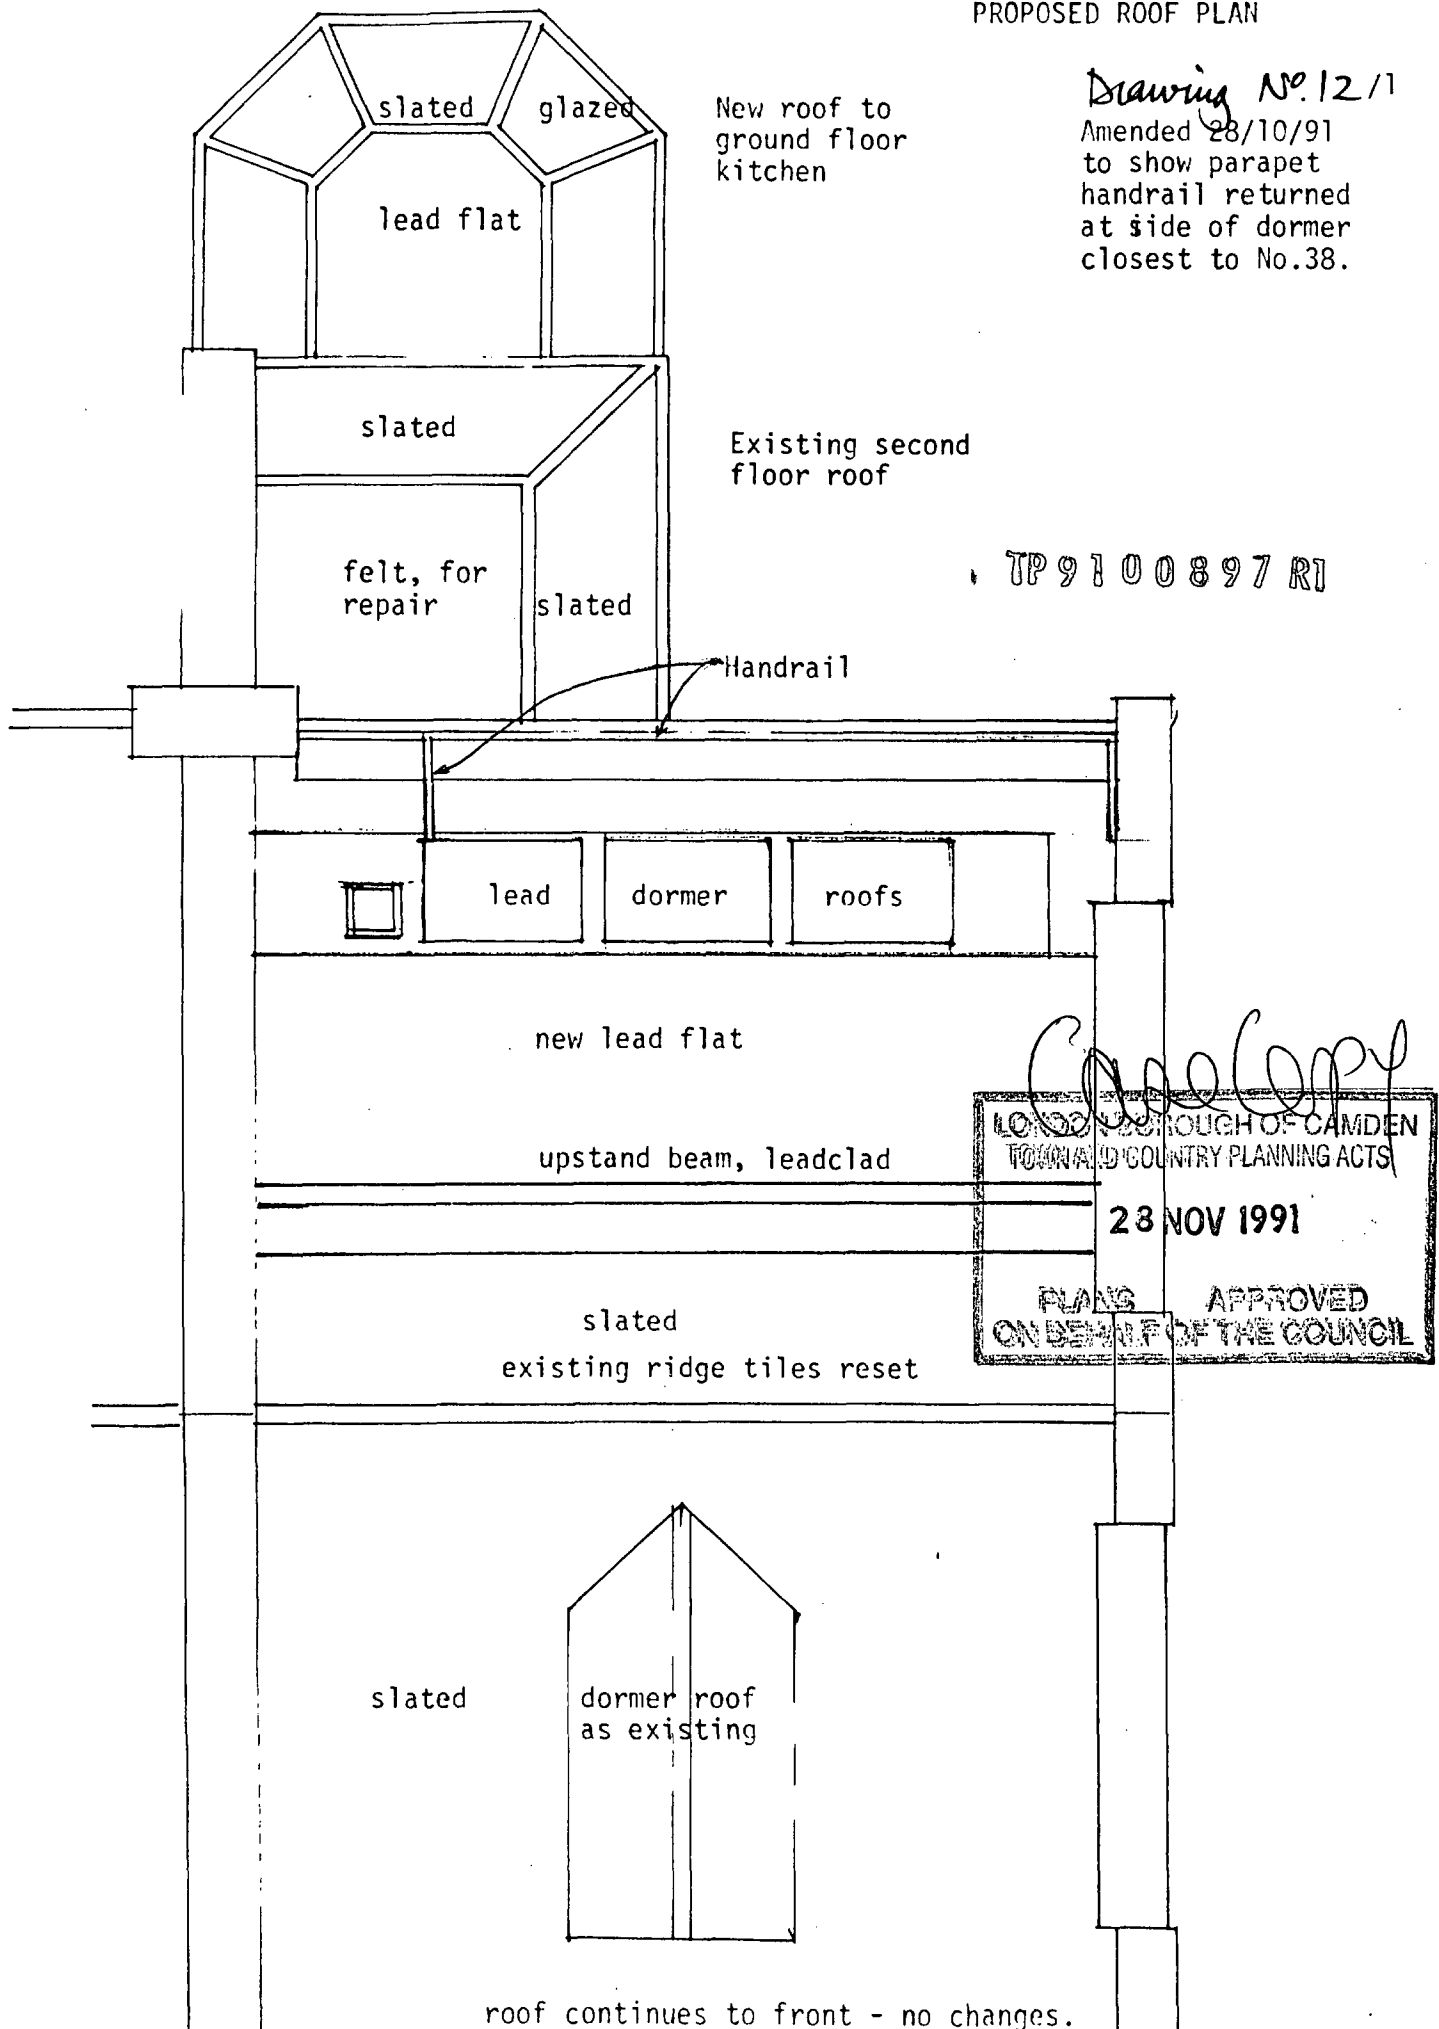 PROPOSED ROOF PLAN
Drawing No. 12/1
Amended 28/10/91
to show parapet
handrail returned
at side of dormer
closest to No.38.
slated
glazed
New roof to
ground floor
kitchen
lead flat
slated
Existing second
floor roof
felt, for
repair
slated
TP9100897R1
Handrail
lead
dormer
roofs
new lead flat
Case Copy
LONDON BOROUGH OF CAMDEN
TOWN AND COUNTRY PLANNING ACTS
28 NOV 1991
PLANS APPROVED
ON BEHALF OF THE COUNCIL
upstand beam, leadclad
slated
existing ridge tiles reset
slated
dormer roof
as existing
roof continues to front - no changes.